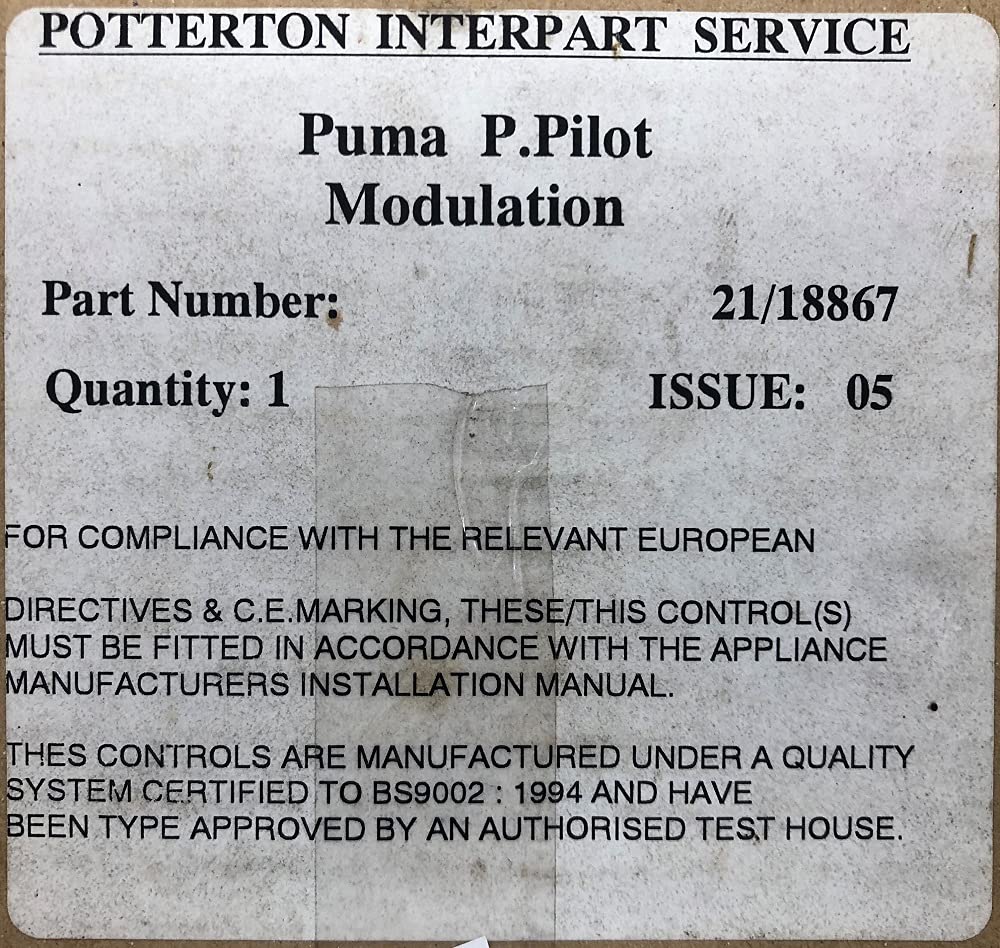 POTTERTON INTERPART SERVICE
Puma P.Pilot
Modulation
Part Number: 21/18867
Quantity: 1 ISSUE: 05
FOR COMPLIANCE WITH THE RELEVANT EUROPEAN
DIRECTIVES & C.E.MARKING, THESE/THIS CONTROL(S)
MUST BE FITTED IN ACCORDANCE WITH THE APPLIANCE
MANUFACTURERS INSTALLATION MANUAL.
THES CONTROLS ARE MANUFACTURED UNDER A QUALITY
SYSTEM CERTIFIED TO BS9002 : 1994 AND HAVE
BEEN TYPE APPROVED BY AN AUTHORISED TEST HOUSE.